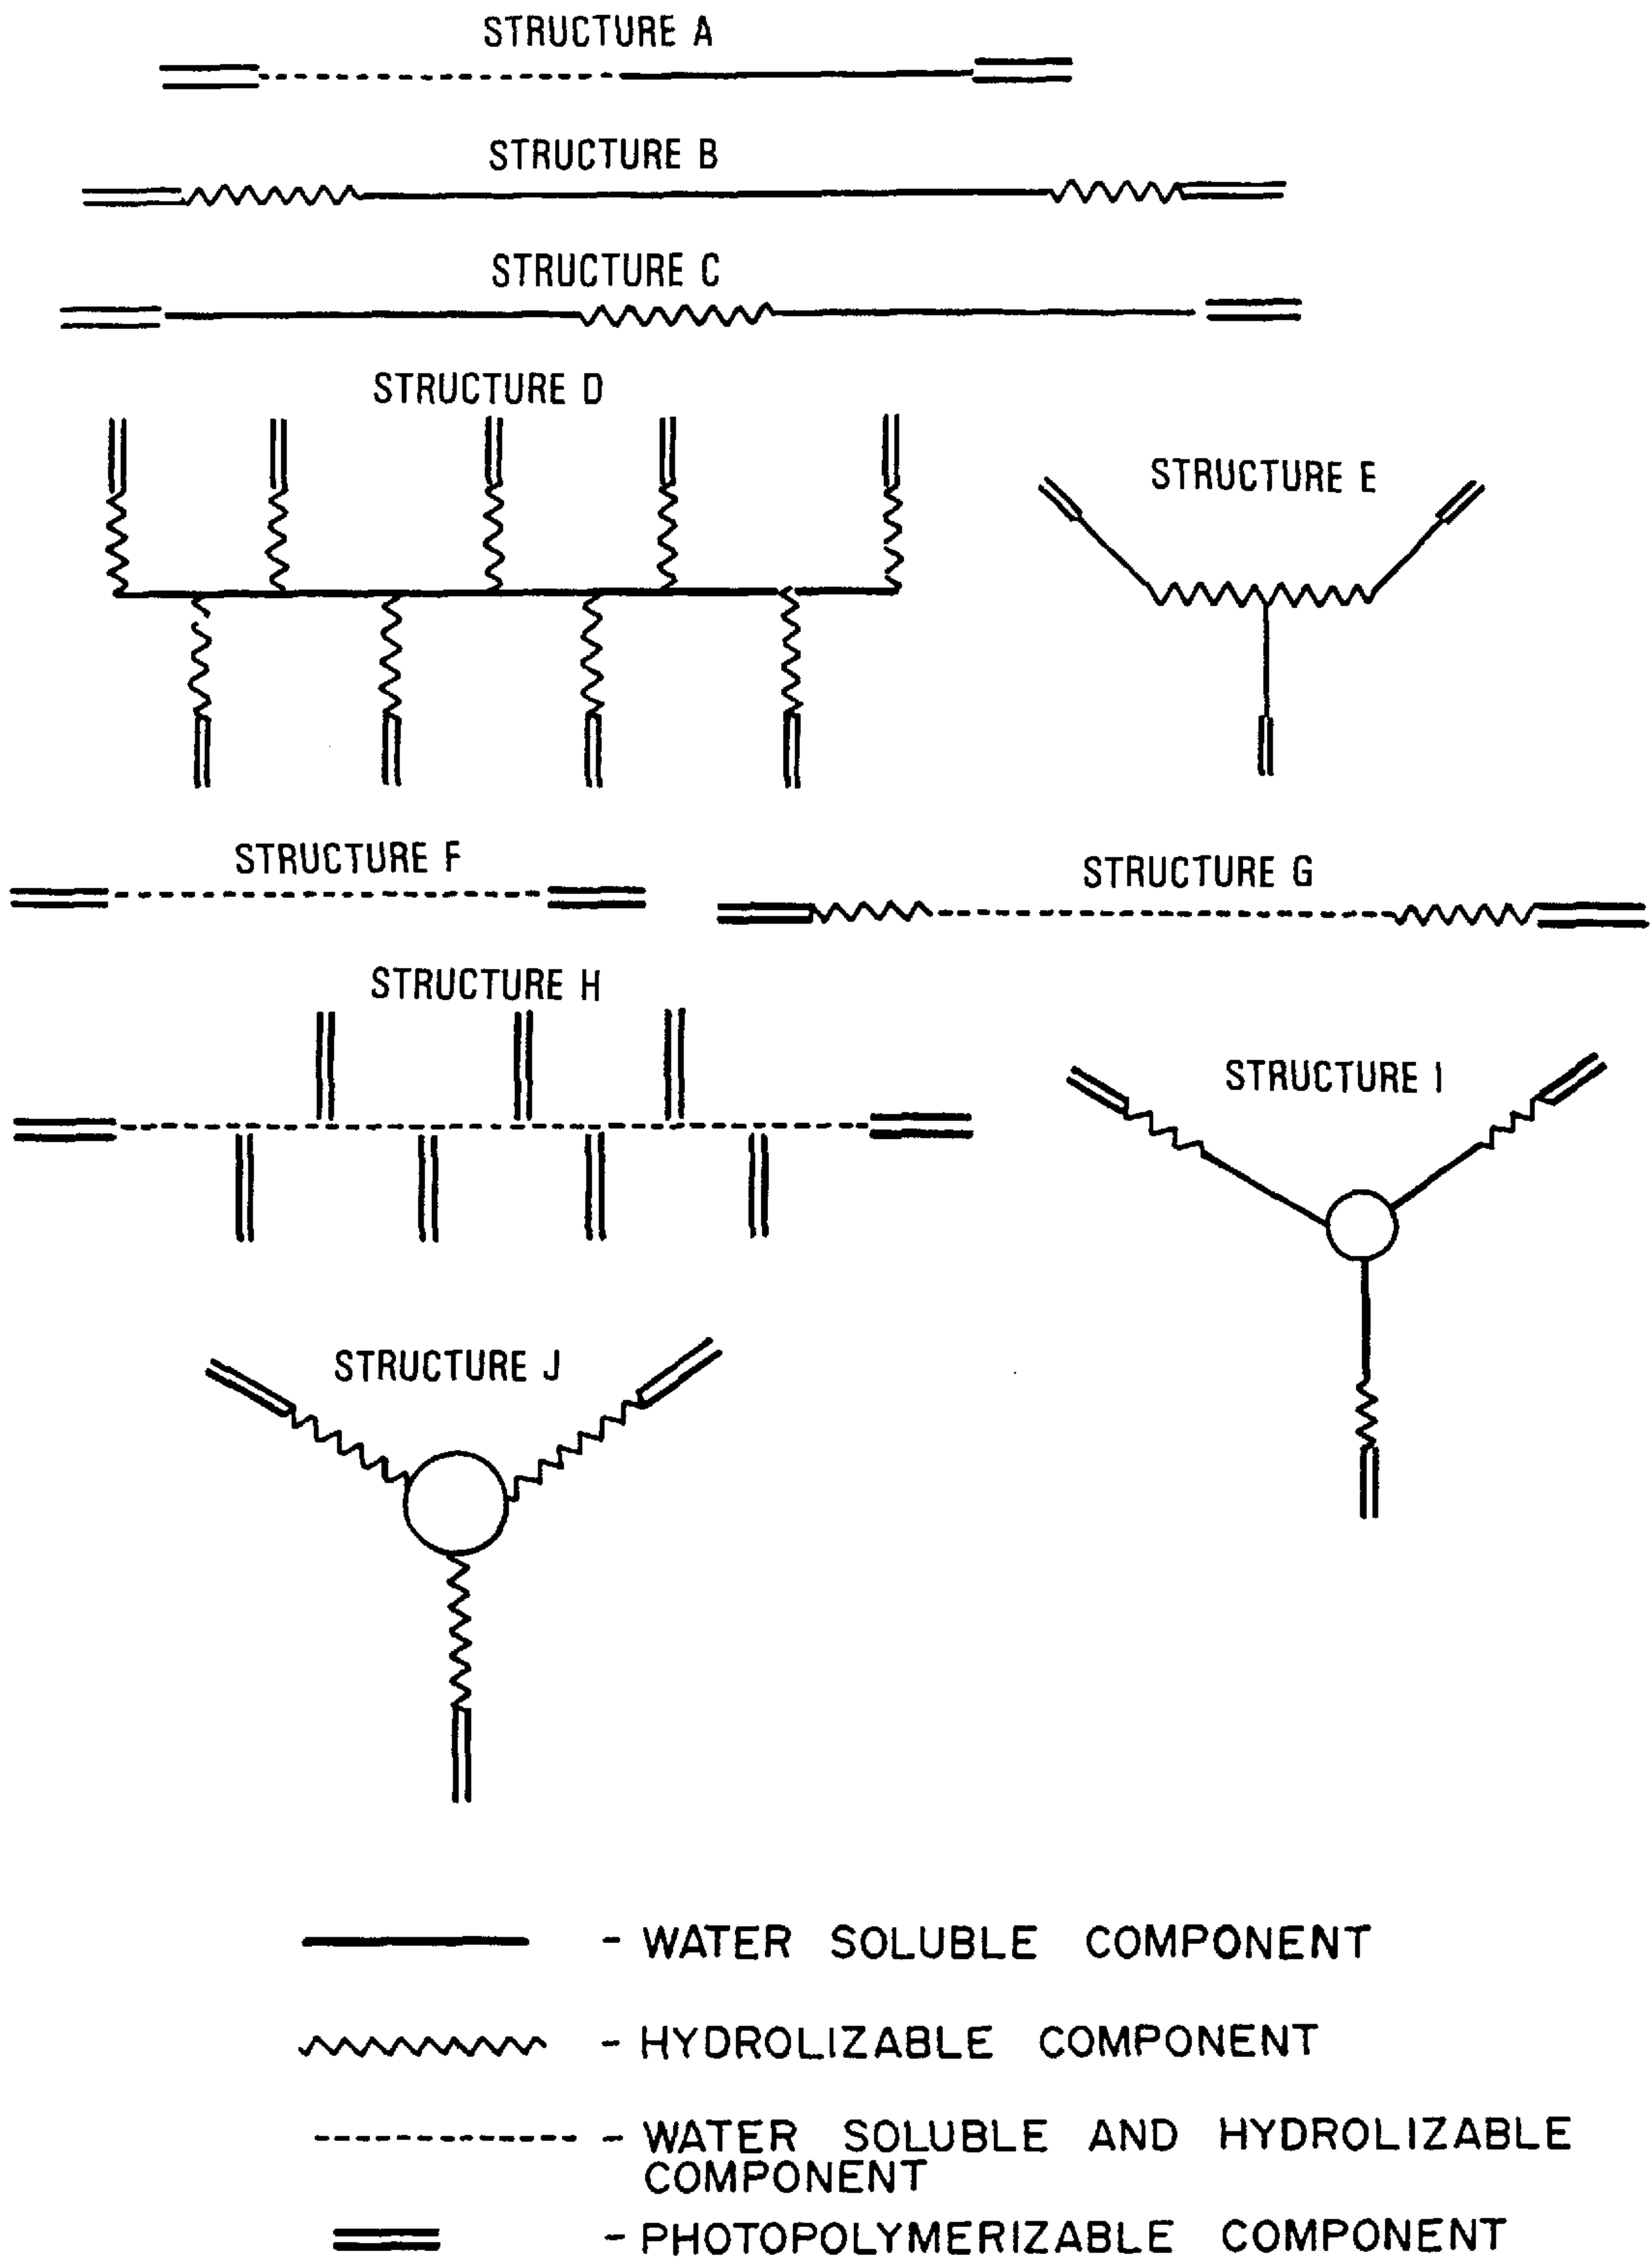 STRUCTURE A
STRUCTURE B
STRUCTURE C
STRUCTURE D
STRUCTURE E
STRUCTURE F
STRUCTURE G
STRUCTURE H
STRUCTURE I
STRUCTURE J
- WATER SOLUBLE COMPONENT
- HYDROLIZABLE COMPONENT
- WATER SOLUBLE AND HYDROLIZABLE
COMPONENT
- PHOTOPOLYMERIZABLE COMPONENT